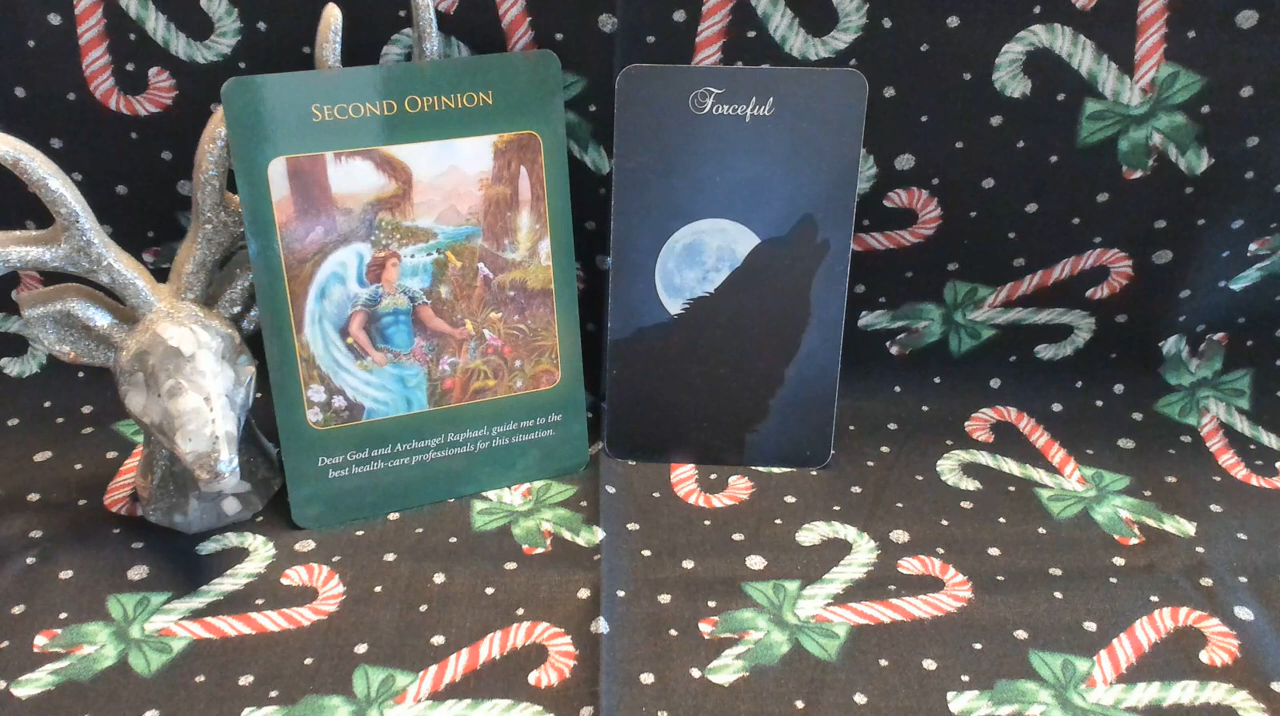 SECOND OPINION
Dear God and Archangel Raphael, guide me to the
best health-care professionals for this situation.
Forceful